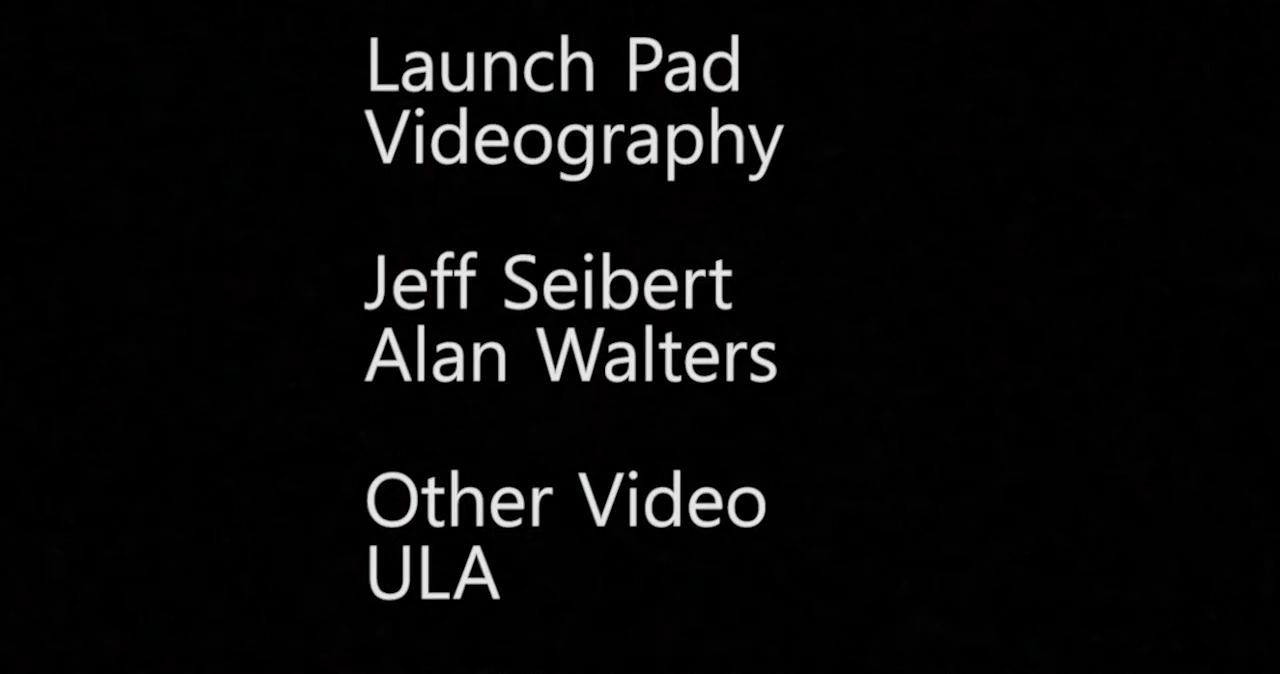 Launch Pad
Videography
Jeff Seibert
Alan Walters
Other Video
ULA